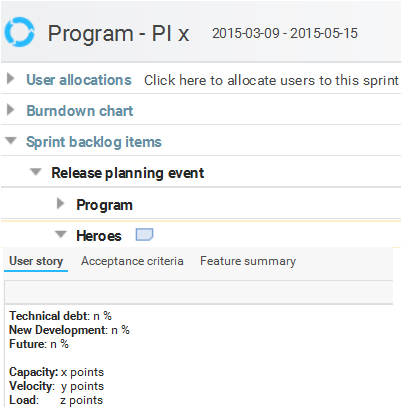 Program - PI x 2015-03-09 - 2015-05-15
User allocations Click here to allocate users to this sprint
Burndown chart
Sprint backlog items
Release planning event
Program
Heroes
User story Acceptance criteria Feature summary
Technical debt: n %
New Development: n %
Future: n %
Capacity: x points
Velocity: y points
Load: z points